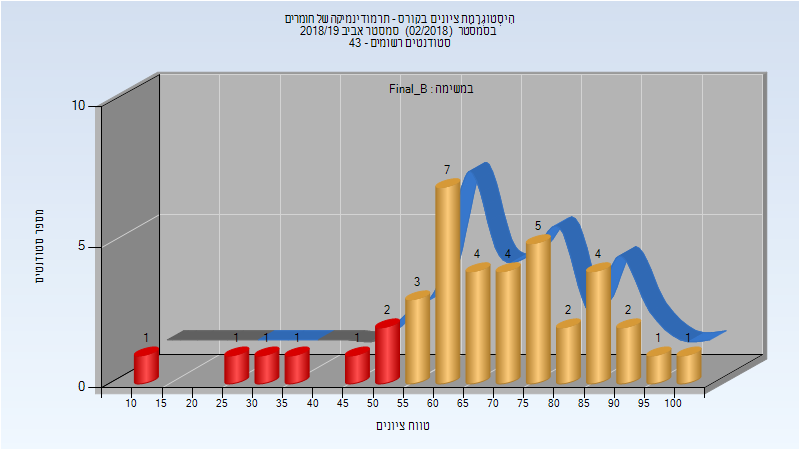 הִיסְטוֹגְרָמַת ציונים בקורס - תרמודינמיקה של חומרים
בסמסטר (02/2018) סמסטר אביב 2018/19
סטודנטים רשומים - 43
במשימה : Final_B
מספר סטודנטים
10
5
0
1
1
1
1
1
2
3
7
4
4
5
2
4
2
1
1
10 15 20 25 30 35 40 45 50 55 60 65 70 75 80 85 90 95 100
טווח ציונים